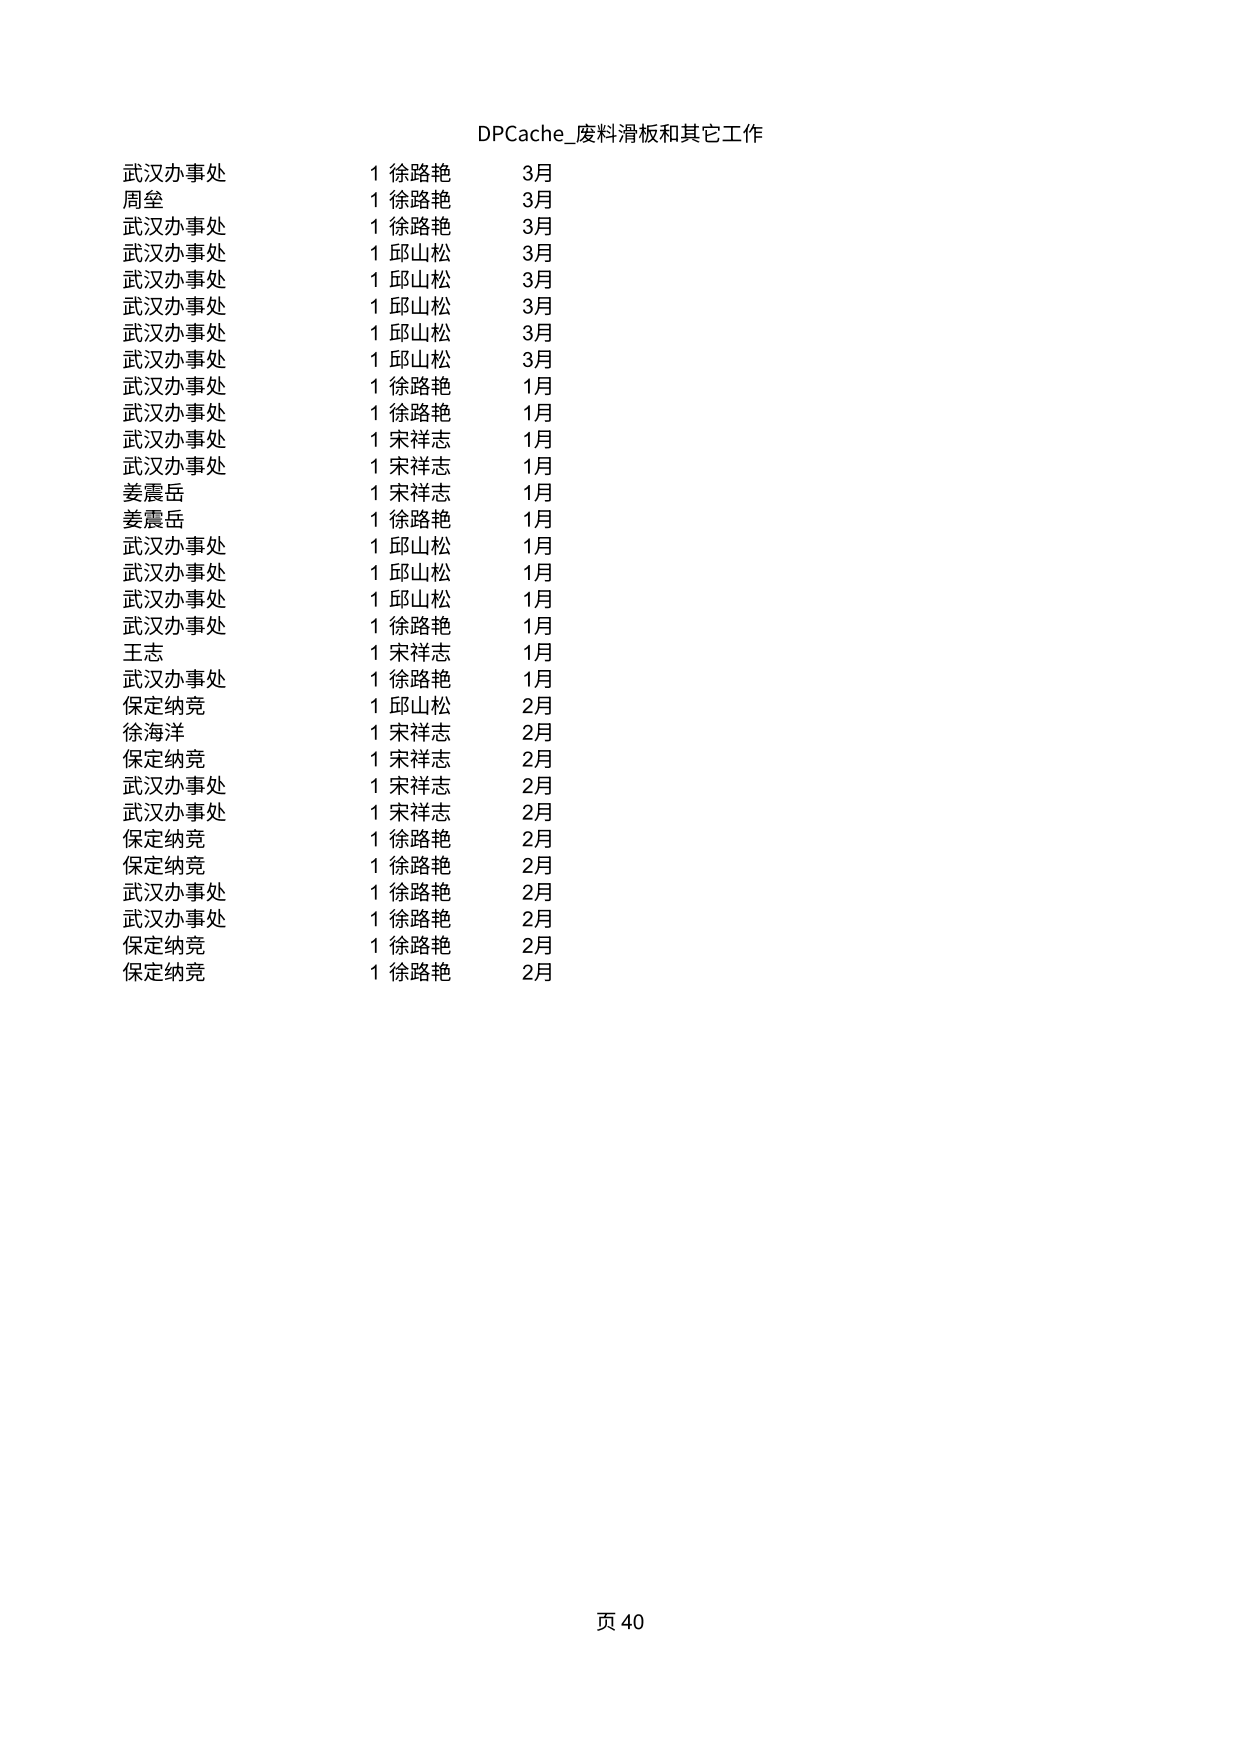 DPCache_废料滑板和其它工作
武汉办事处 1 徐路艳 3月
周垒 1 徐路艳 3月
武汉办事处 1 徐路艳 3月
武汉办事处 1 邱山松 3月
武汉办事处 1 邱山松 3月
武汉办事处 1 邱山松 3月
武汉办事处 1 邱山松 3月
武汉办事处 1 邱山松 3月
武汉办事处 1 徐路艳 1月
武汉办事处 1 徐路艳 1月
武汉办事处 1 宋祥志 1月
武汉办事处 1 宋祥志 1月
姜震岳 1 宋祥志 1月
姜震岳 1 徐路艳 1月
武汉办事处 1 邱山松 1月
武汉办事处 1 邱山松 1月
武汉办事处 1 邱山松 1月
武汉办事处 1 徐路艳 1月
王志 1 宋祥志 1月
武汉办事处 1 徐路艳 1月
保定纳竞 1 邱山松 2月
徐海洋 1 宋祥志 2月
保定纳竞 1 宋祥志 2月
武汉办事处 1 宋祥志 2月
武汉办事处 1 宋祥志 2月
保定纳竞 1 徐路艳 2月
保定纳竞 1 徐路艳 2月
武汉办事处 1 徐路艳 2月
武汉办事处 1 徐路艳 2月
保定纳竞 1 徐路艳 2月
保定纳竞 1 徐路艳 2月
页 40